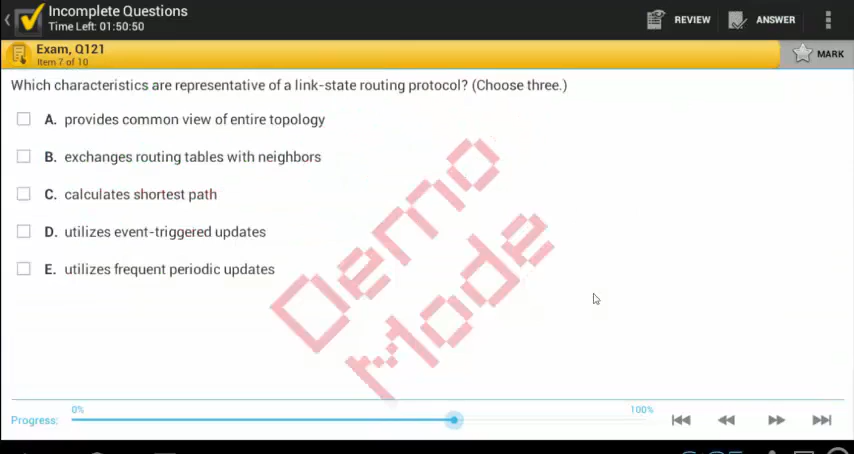 Incomplete Questions
Time Left: 01:50:50
REVIEW
ANSWER
Exam, Q121
Item 7 of 10
MARK
Which characteristics are representative of a link-state routing protocol? (Choose three.)
A. provides common view of entire topology
B. exchanges routing tables with neighbors
C. calculates shortest path
D. utilizes event-triggered updates
E. utilizes frequent periodic updates
Demo
Mode
0%
100%
Progress: